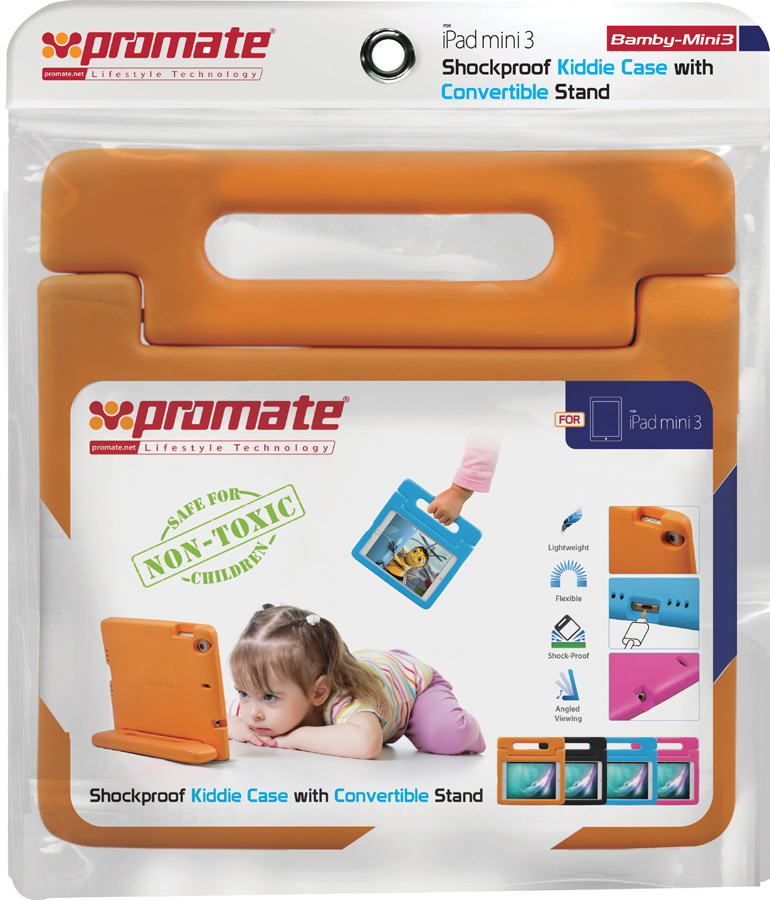 promate®
promate.net Lifestyle Technology
FOR
iPad mini 3
Bamby-Mini3
Shockproof Kiddie Case with
Convertible Stand
promate®
promate.net Lifestyle Technology
FOR
FOR
iPad mini 3
SAFE FOR
NON-TOXIC
CHILDREN
Lightweight
Flexible
Shock-Proof
Angled
Viewing
Shockproof Kiddie Case with Convertible Stand